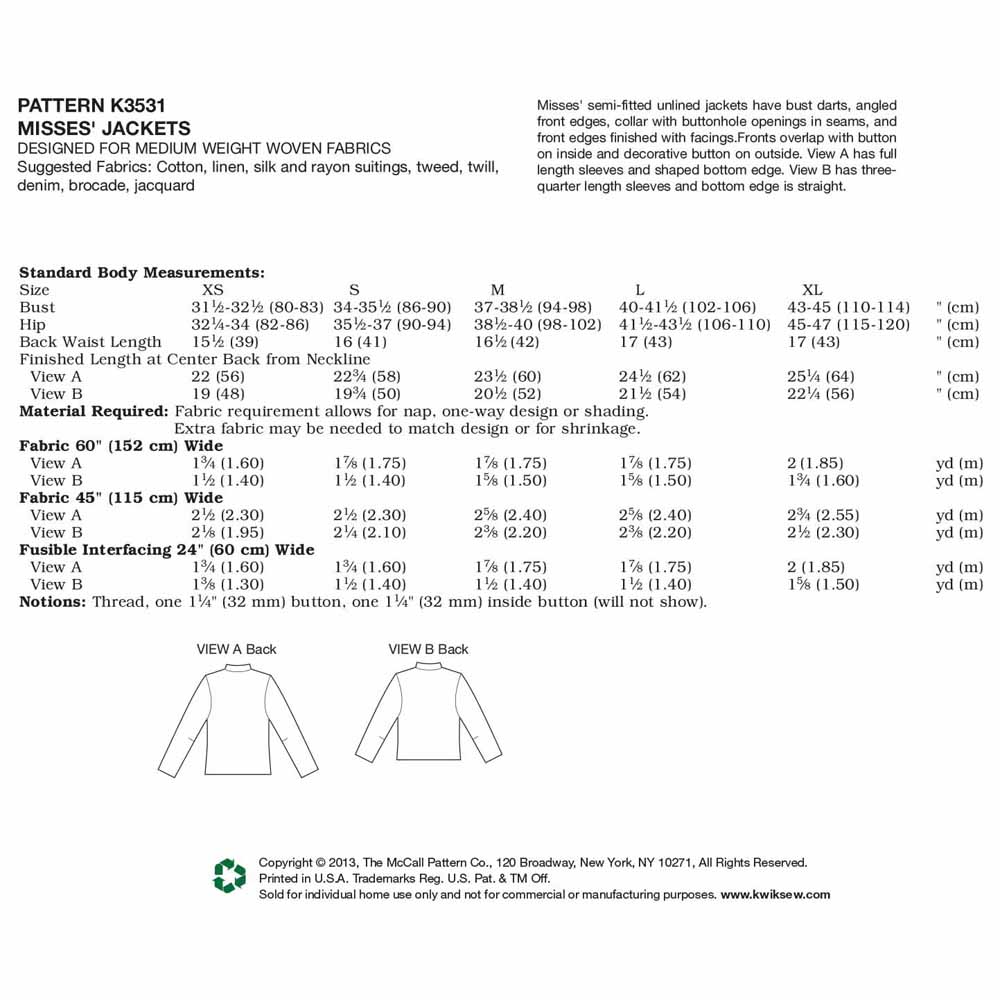 PATTERN K3531
MISSES' JACKETS
DESIGNED FOR MEDIUM WEIGHT WOVEN FABRICS
Suggested Fabrics: Cotton, linen, silk and rayon suitings, tweed, twill,
denim, brocade, jacquard
Misses' semi-fitted unlined jackets have bust darts, angled
front edges, collar with buttonhole openings in seams, and
front edges finished with facings.Fronts overlap with button
on inside and decorative button on outside. View A has full
length sleeves and shaped bottom edge. View B has three-
quarter length sleeves and bottom edge is straight.
Standard Body Measurements:
Size XS S M L XL
Bust 31½-32½ (80-83) 34-35½ (86-90) 37-38½ (94-98) 40-41½ (102-106) 43-45 (110-114) " (cm)
Hip 32¼-34 (82-86) 35½-37 (90-94) 38½-40 (98-102) 41½-43½ (106-110) 45-47 (115-120) " (cm)
Back Waist Length 15½ (39) 16 (41) 16½ (42) 17 (43) 17 (43) " (cm)
Finished Length at Center Back from Neckline
View A 22 (56) 22¾ (58) 23½ (60) 24½ (62) 25¼ (64) " (cm)
View B 19 (48) 19¾ (50) 20½ (52) 21½ (54) 22¼ (56) " (cm)
Material Required: Fabric requirement allows for nap, one-way design or shading.
Extra fabric may be needed to match design or for shrinkage.
Fabric 60" (152 cm) Wide
View A 1¾ (1.60) 1⅞ (1.75) 1⅞ (1.75) 1⅞ (1.75) 2 (1.85) yd (m)
View B 1½ (1.40) 1½ (1.40) 1⅝ (1.50) 1⅝ (1.50) 1¾ (1.60) yd (m)
Fabric 45" (115 cm) Wide
View A 2½ (2.30) 2½ (2.30) 2⅝ (2.40) 2⅝ (2.40) 2¾ (2.55) yd (m)
View B 2⅛ (1.95) 2¼ (2.10) 2⅜ (2.20) 2⅜ (2.20) 2½ (2.30) yd (m)
Fusible Interfacing 24" (60 cm) Wide
View A 1¾ (1.60) 1¾ (1.60) 1⅞ (1.75) 1⅞ (1.75) 2 (1.85) yd (m)
View B 1⅜ (1.30) 1½ (1.40) 1½ (1.40) 1½ (1.40) 1⅝ (1.50) yd (m)
Notions: Thread, one 1¼" (32 mm) button, one 1¼" (32 mm) inside button (will not show).
VIEW A Back VIEW B Back
Copyright © 2013, The McCall Pattern Co., 120 Broadway, New York, NY 10271, All Rights Reserved.
Printed in U.S.A. Trademarks Reg. U.S. Pat. & TM Off.
Sold for individual home use only and not for commercial or manufacturing purposes. www.kwiksew.com